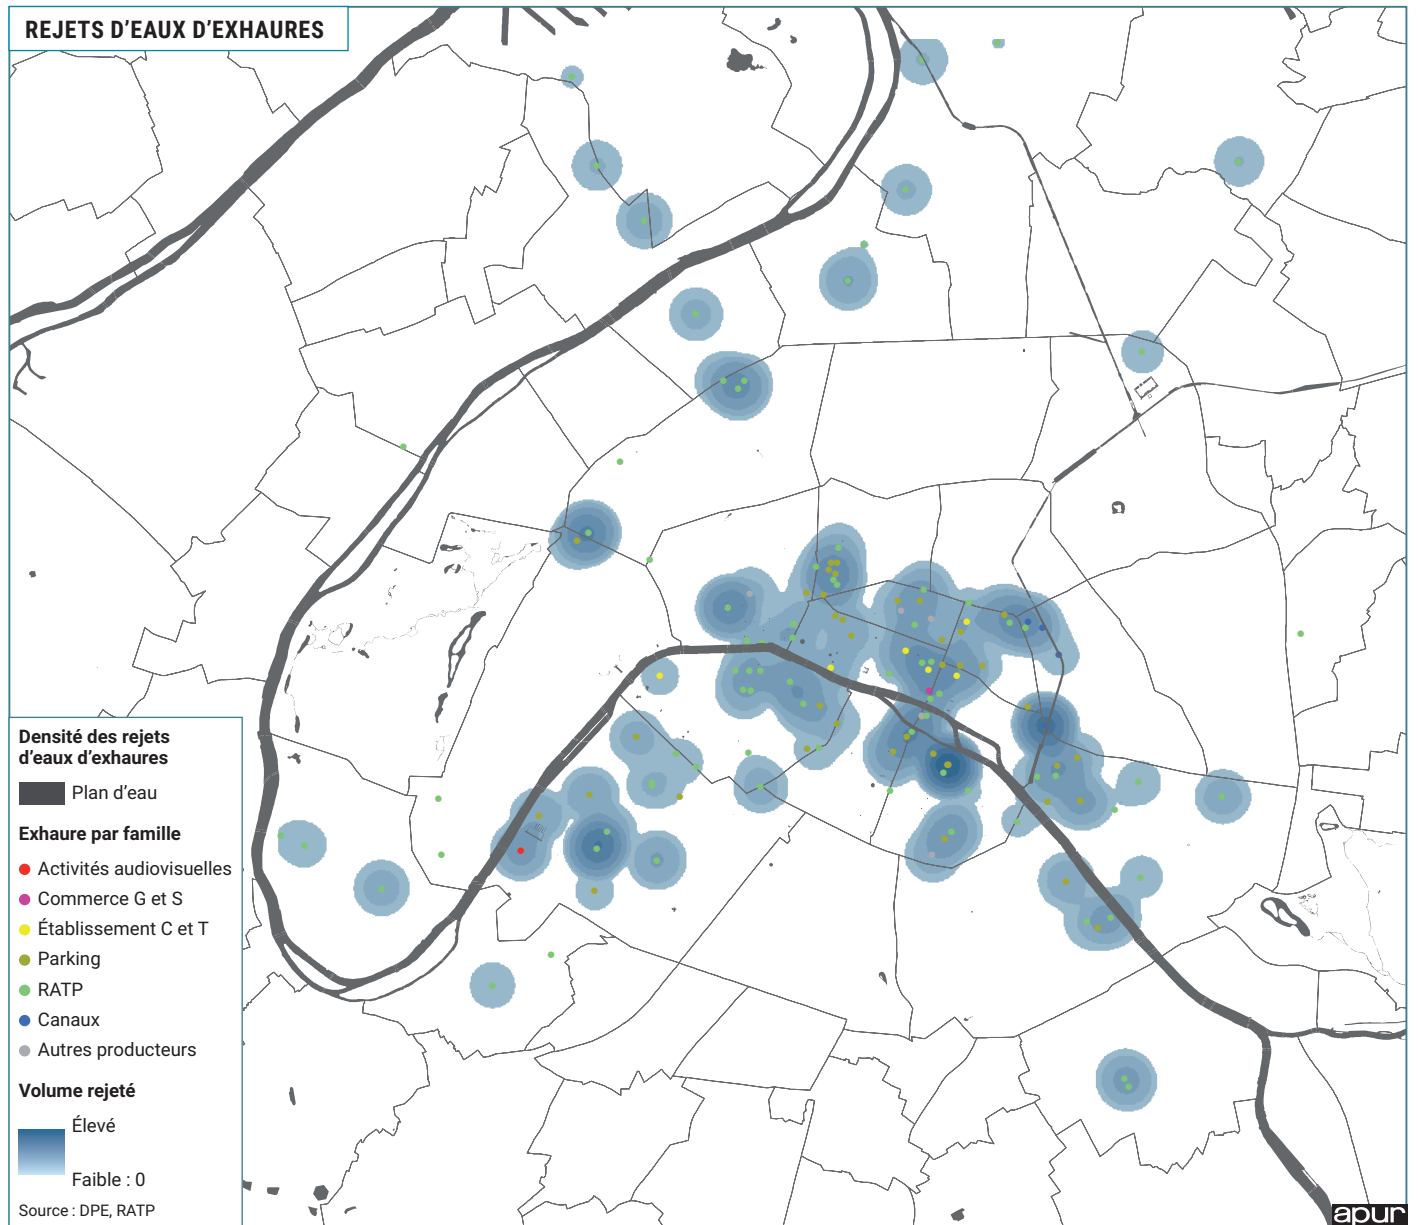 REJETS D'EAUX D'EXHAURES
Densité des rejets
d'eaux d'exhaures
Plan d'eau
Exhaure par famille
Activités audiovisuelles
Commerce G et S
Établissement C et T
Parking
RATP
Canaux
Autres producteurs
Volume rejeté
Élevé
Faible : 0
Source : DPE, RATP
apur